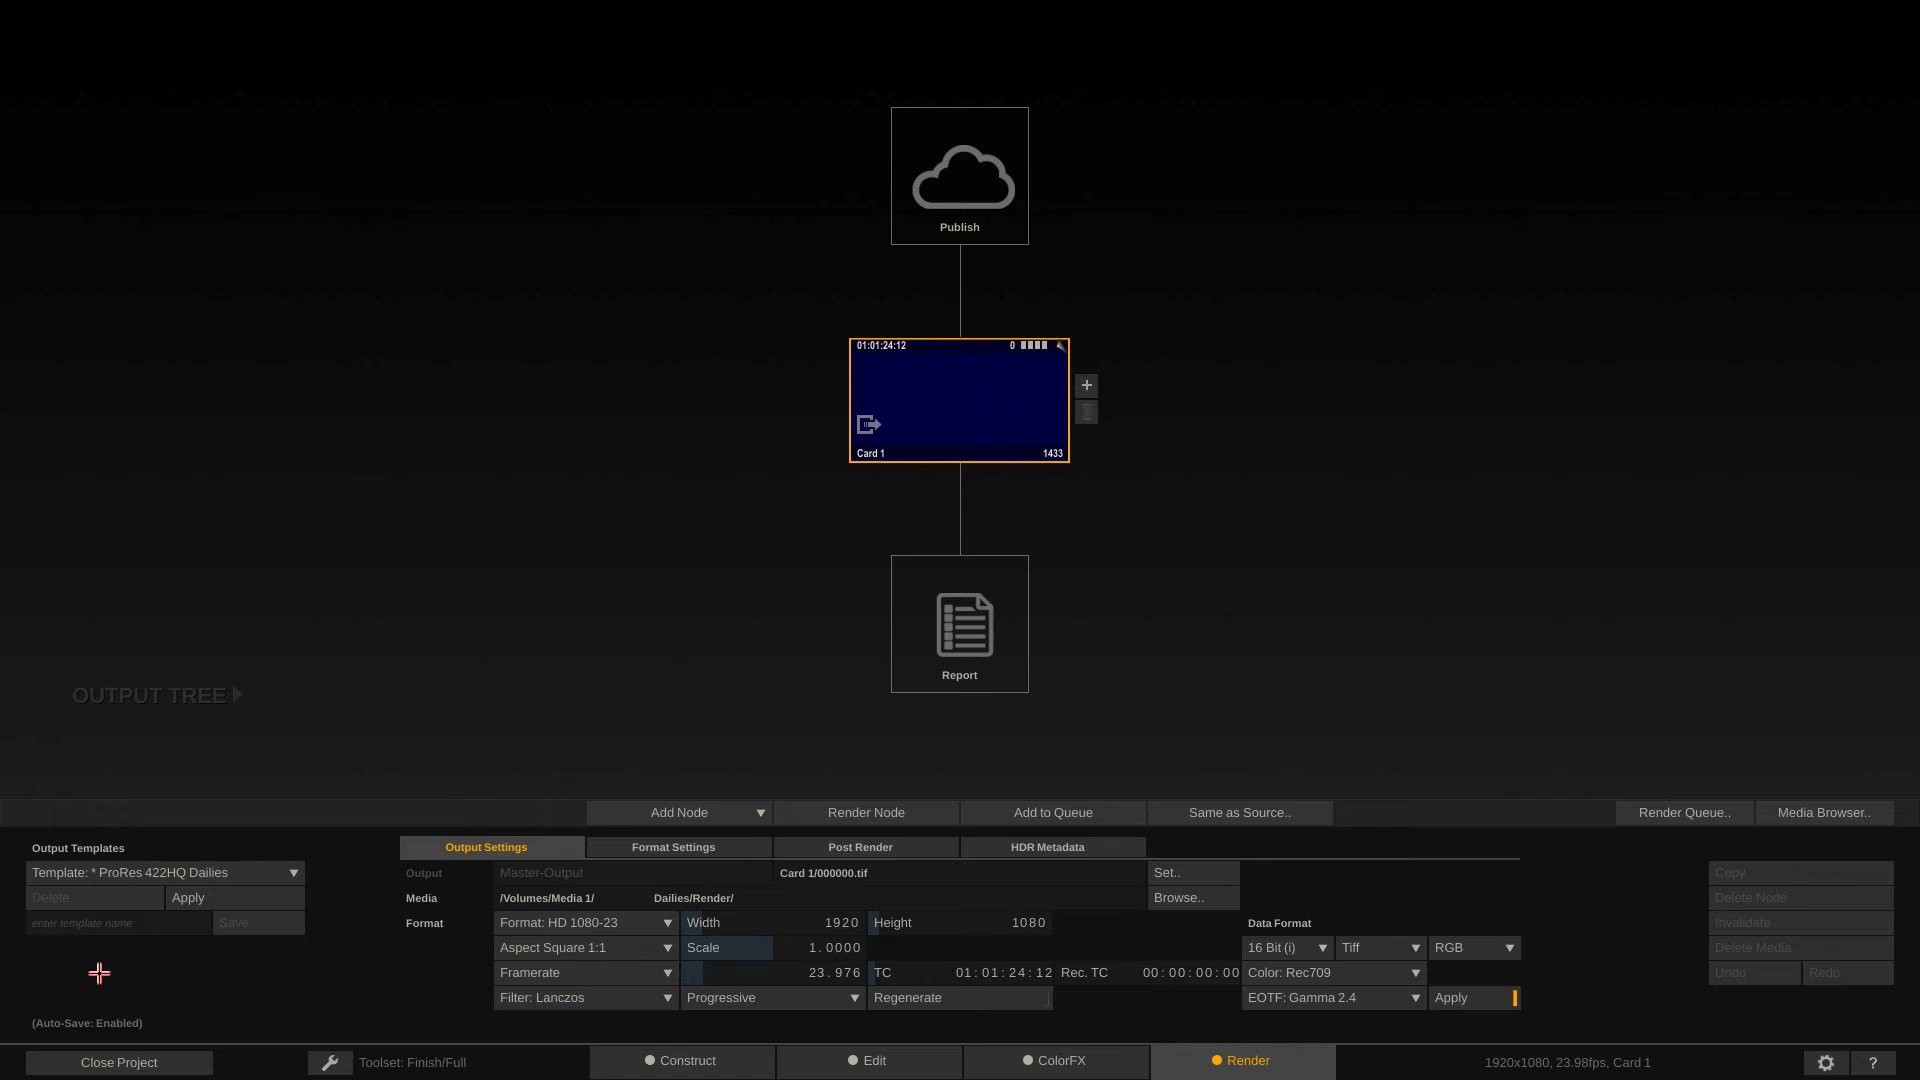 Publish
01:01:24:12
0
Card 1
1433
Report
OUTPUT TREE
Add Node
Render Node
Add to Queue
Same as Source..
Render Queue..
Media Browser..
Output Templates
Template: * ProRes 422HQ Dailies
Delete
Apply
enter template name
Save
(Auto-Save: Enabled)
Output Settings
Format Settings
Post Render
HDR Metadata
Output
Master-Output
Card 1/000000.tif
Set..
Media
/Volumes/Media 1/
Dailies/Render/
Browse..
Format
Format: HD 1080-23
Width 1920
Height 1080
Data Format
Aspect Square 1:1
Scale 1.0000
16 Bit (i)
Tiff
RGB
Framerate
23.976
TC 01:01:24:12
Rec. TC 00:00:00:00
Color: Rec709
Filter: Lanczos
Progressive
Regenerate
EOTF: Gamma 2.4
Apply
Copy
Delete Node
Invalidate
Delete Media
Undo
Redo
Close Project
Toolset: Finish/Full
Construct
Edit
ColorFX
Render
1920x1080, 23.98fps, Card 1
?